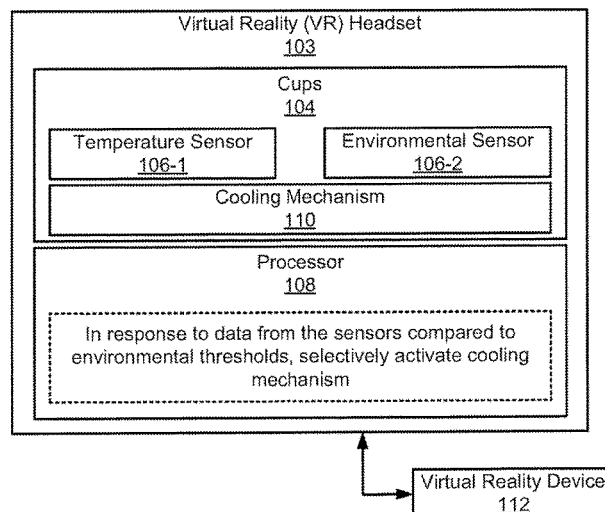 Virtual Reality (VR) Headset
103
Cups
104
Temperature Sensor
106-1
Environmental Sensor
106-2
Cooling Mechanism
110
Processor
108
In response to data from the sensors compared to
environmental thresholds, selectively activate cooling
mechanism
Virtual Reality Device
112